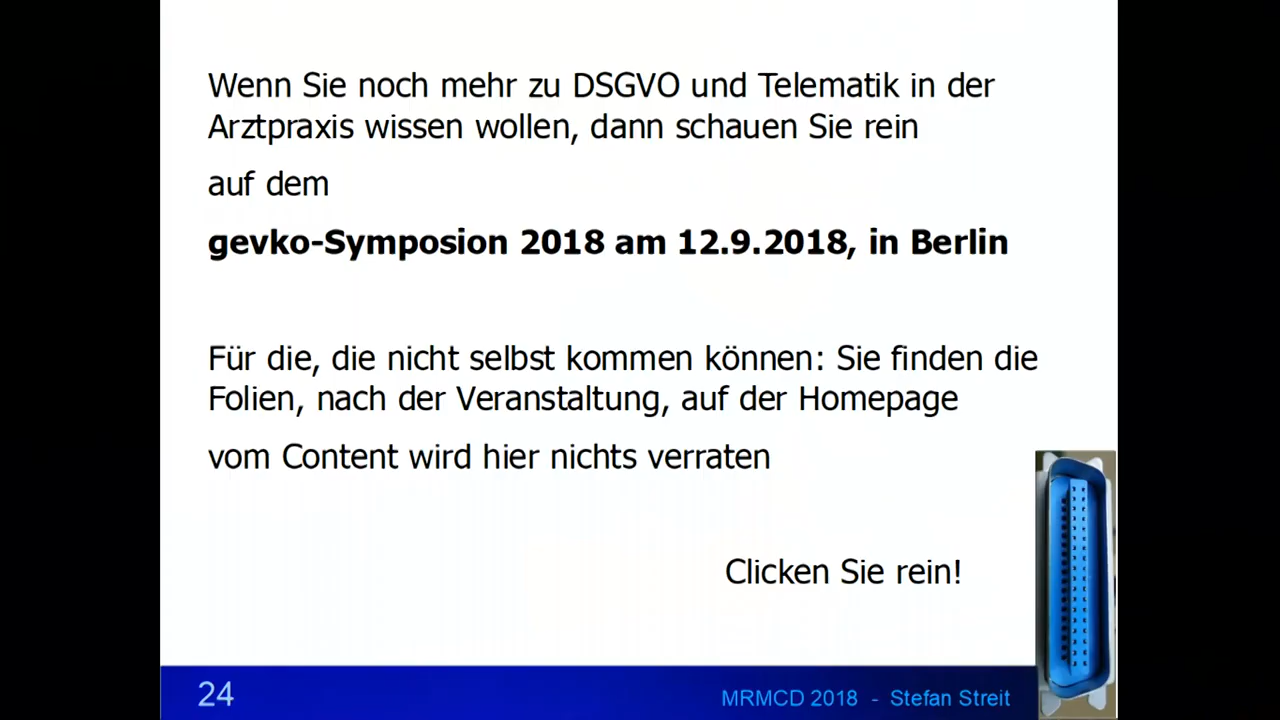 Wenn Sie noch mehr zu DSGVO und Telematik in der
Arztpraxis wissen wollen, dann schauen Sie rein
auf dem
gevko-Symposion 2018 am 12.9.2018, in Berlin
Für die, die nicht selbst kommen können: Sie finden die
Folien, nach der Veranstaltung, auf der Homepage
vom Content wird hier nichts verraten
Clicken Sie rein!
24
MRMCD 2018 - Stefan Streit